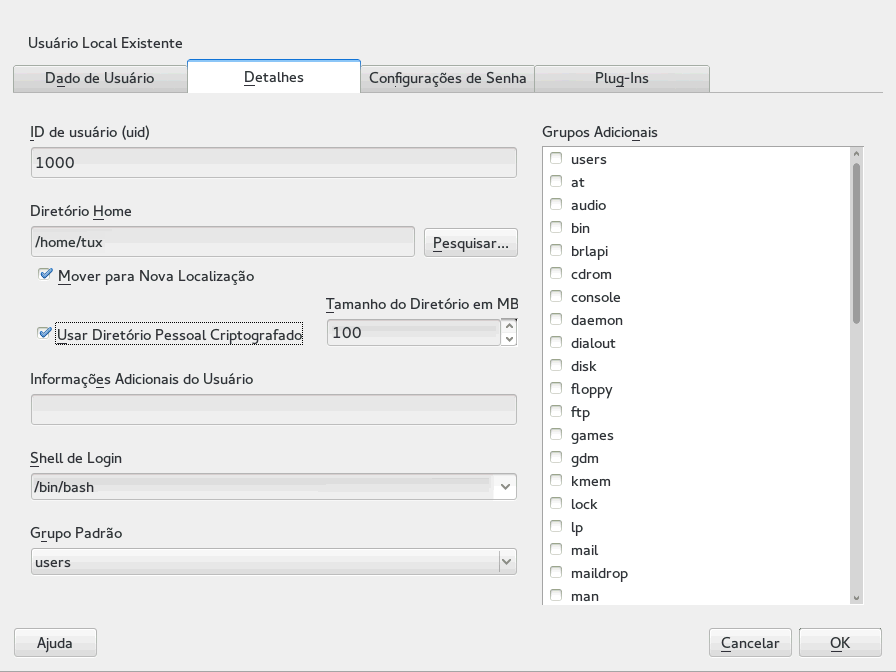 Usuário Local Existente
Dado de Usuário
Detalhes
Configurações de Senha
Plug-Ins
ID de usuário (uid)
1000
Diretório Home
/home/tux
Pesquisar...
Mover para Nova Localização
Tamanho do Diretório em MB
Usar Diretório Pessoal Criptografado
100
Informações Adicionais do Usuário
Shell de Login
/bin/bash
Grupo Padrão
users
Grupos Adicionais
users
at
audio
bin
brlapi
cdrom
console
daemon
dialout
disk
floppy
ftp
games
gdm
kmem
lock
lp
mail
maildrop
man
Ajuda
Cancelar
OK